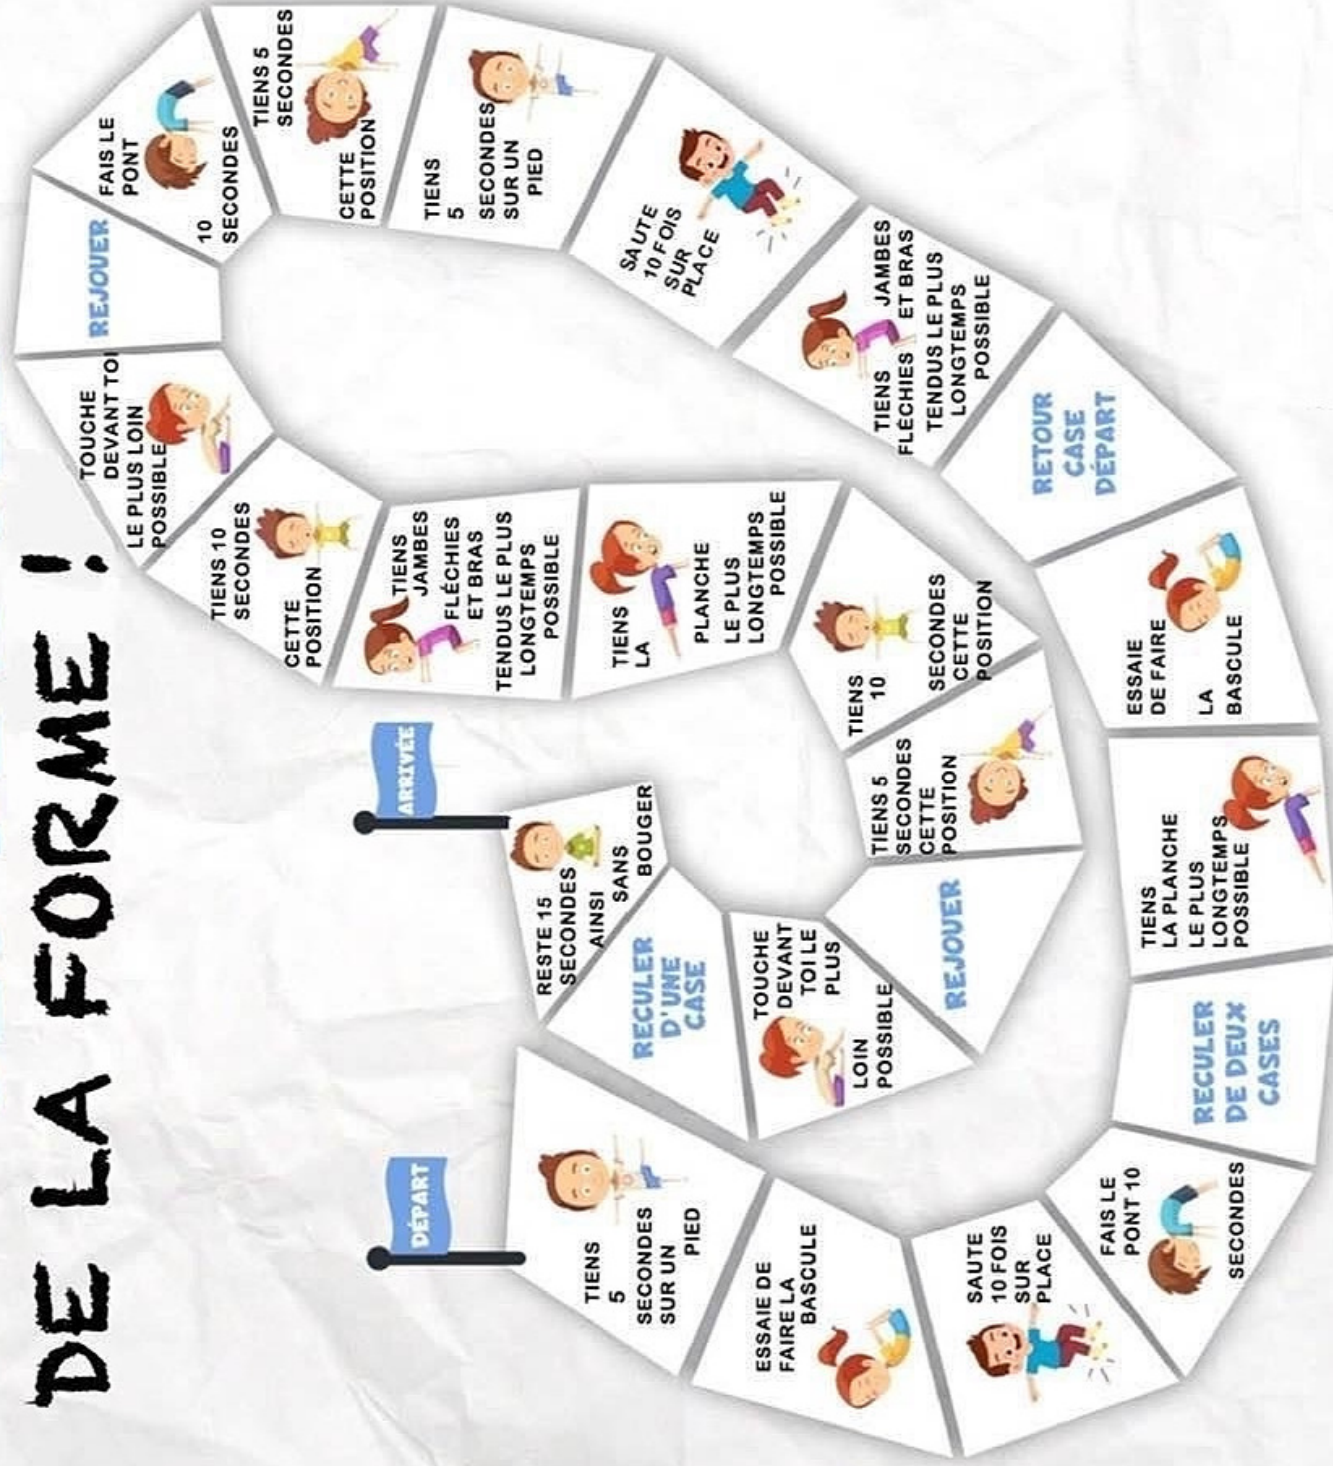 DE LA FORME !
DÉPART
TIENS
5
SECONDES
SUR UN
PIED
ESSAIE DE
FAIRE LA
BASCULE
SAUTE
10 FOIS
SUR
PLACE
FAIS LE
PONT 10
SECONDES
RECULER
DE DEUX
CASES
TIENS
LA PLANCHE
LE PLUS
LONGTEMPS
POSSIBLE
ESSAIE
DE FAIRE
LA
BASCULE
RETOUR
CASE
DÉPART
TIENS JAMBES
FLÉCHIES ET BRAS
TENDUS LE PLUS
LONGTEMPS
POSSIBLE
SAUTE
10 FOIS
SUR
PLACE
TIENS
5
SECONDES
SUR UN
PIED
TIENS 5
SECONDES
CETTE
POSITION
FAIS LE
PONT
10
SECONDES
REJOUER
TOUCHE
DEVANT TOI
LE PLUS LOIN
POSSIBLE
TIENS 10
SECONDES
CETTE
POSITION
TIENS
JAMBES
FLÉCHIES
ET BRAS
TENDUS LE PLUS
LONGTEMPS
POSSIBLE
TIENS
LA
PLANCHE
LE PLUS
LONGTEMPS
POSSIBLE
TIENS
10
SECONDES
CETTE
POSITION
TIENS 5
SECONDES
CETTE
POSITION
REJOUER
TOUCHE
DEVANT
TOI LE
PLUS
LOIN
POSSIBLE
RECULER
D'UNE
CASE
RESTE 15
SECONDES
AINSI
SANS
BOUGER
ARRIVÉE